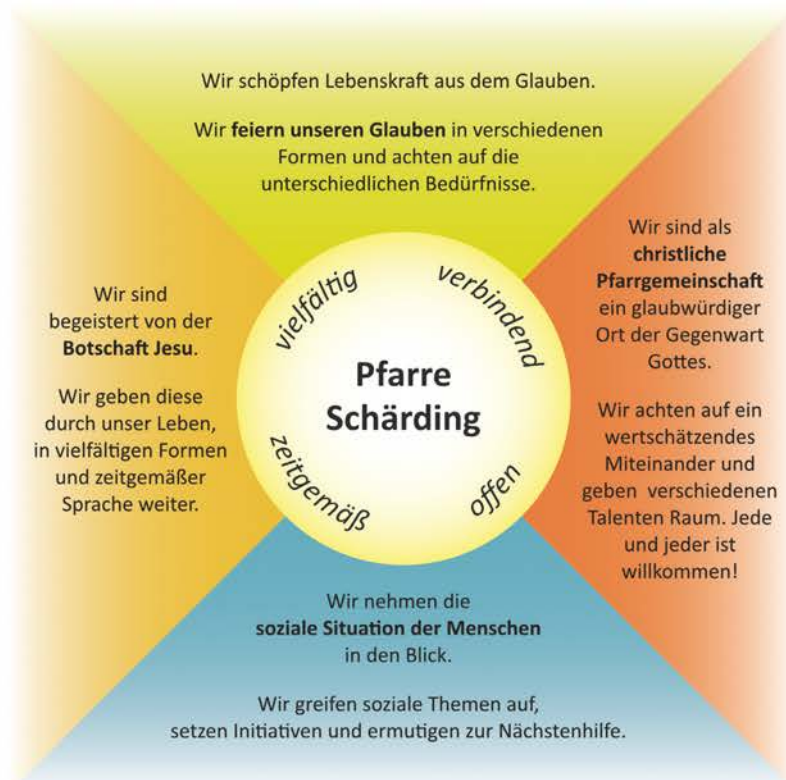 Wir schöpfen Lebenskraft aus dem Glauben.
Wir feiern unseren Glauben in verschiedenen
Formen und achten auf die
unterschiedlichen Bedürfnisse.
Wir sind
begeistert von der
Botschaft Jesu.
Wir geben diese
durch unser Leben,
in vielfältigen Formen
und zeitgemäßer
Sprache weiter.
vielfältig
verbindend
Pfarre
Schärding
zeitgemäß
offen
Wir sind als
christliche
Pfarrgemeinschaft
ein glaubwürdiger
Ort der Gegenwart
Gottes.
Wir achten auf ein
wertschätzendes
Miteinander und
geben verschiedenen
Talenten Raum. Jede
und jeder ist
willkommen!
Wir nehmen die
soziale Situation der Menschen
in den Blick.
Wir greifen soziale Themen auf,
setzen Initiativen und ermutigen zur Nächstenhilfe.